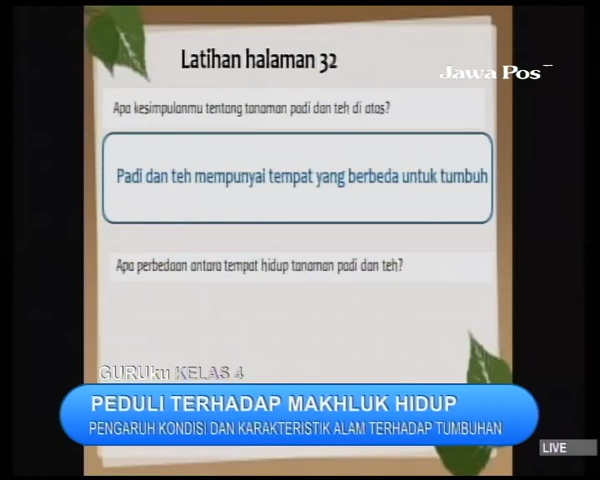 Latihan halaman 32
Jawa Pos
Apa kesimpulanmu tentang tanaman padi dan teh di atas?
Padi dan teh mempunyai tempat yang berbeda untuk tumbuh
Apa perbedaan antara tempat hidup tanaman padi dan teh?
GURUku KELAS 4
PEDULI TERHADAP MAKHLUK HIDUP
PENGARUH KONDISI DAN KARAKTERISTIK ALAM TERHADAP TUMBUHAN
LIVE